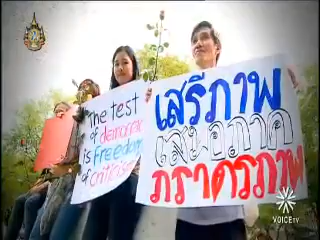 The test
of democracy
is Freedom
of criticism
เสรีภาพ
เสมอภาค
ภราดรภาพ
VOICE TV